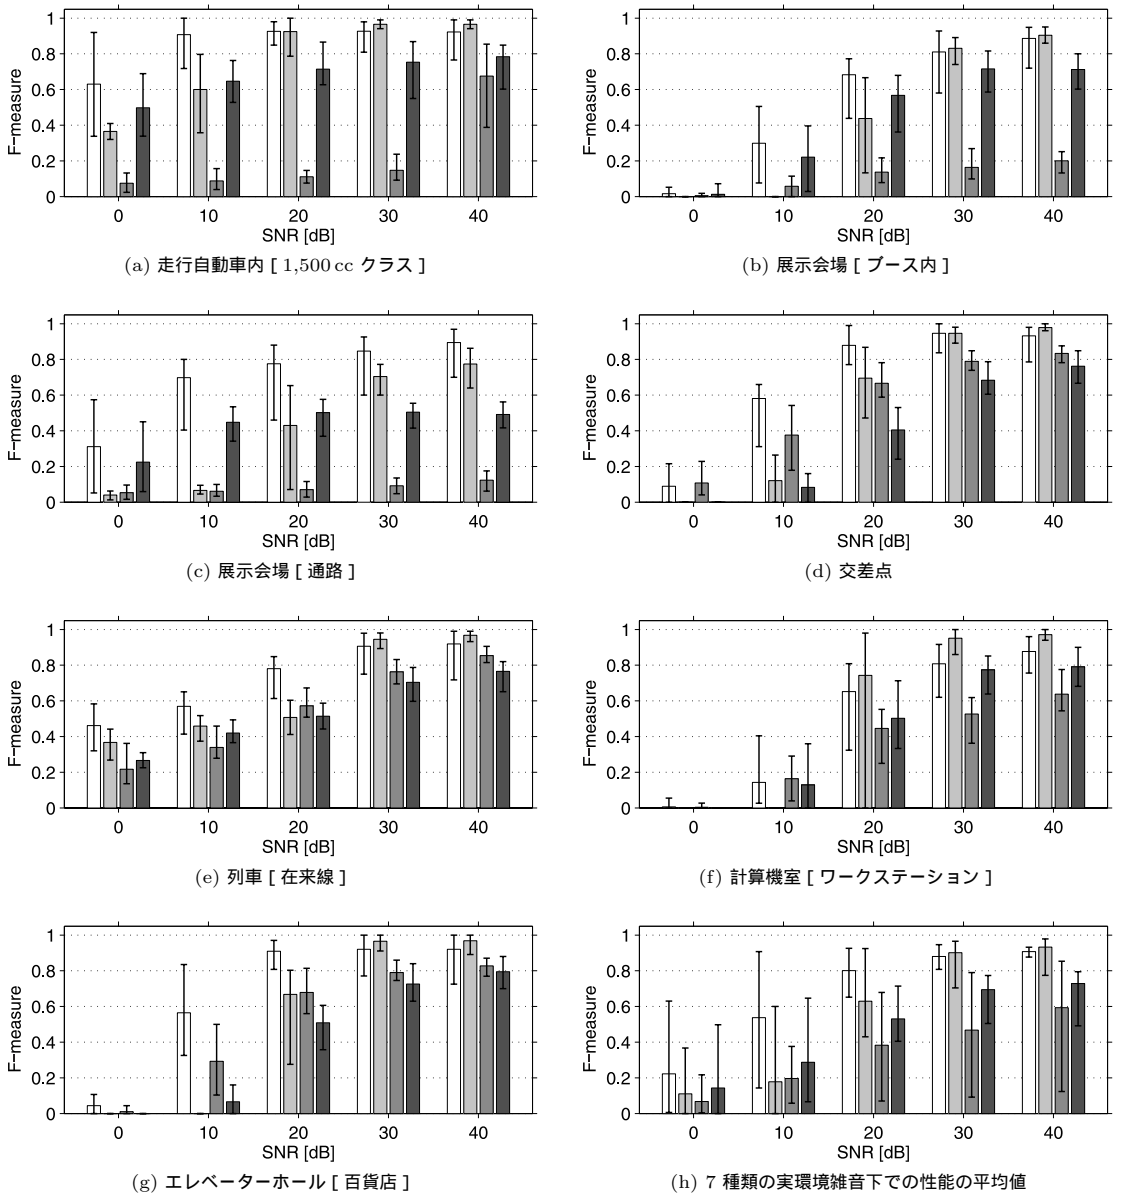 1
0.8
0.6
0.4
0.2
0
F-measure
0 10 20 30 40
SNR [dB]
(a) 走行自動車内 [ 1,500 cc クラス ]
1
0.8
0.6
0.4
0.2
0
F-measure
0 10 20 30 40
SNR [dB]
(b) 展示会場 [ ブース内 ]
1
0.8
0.6
0.4
0.2
0
F-measure
0 10 20 30 40
SNR [dB]
(c) 展示会場 [ 通路 ]
1
0.8
0.6
0.4
0.2
0
F-measure
0 10 20 30 40
SNR [dB]
(d) 交差点
1
0.8
0.6
0.4
0.2
0
F-measure
0 10 20 30 40
SNR [dB]
(e) 列車 [ 在来線 ]
1
0.8
0.6
0.4
0.2
0
F-measure
0 10 20 30 40
SNR [dB]
(f) 計算機室 [ ワークステーション ]
1
0.8
0.6
0.4
0.2
0
F-measure
0 10 20 30 40
SNR [dB]
(g) エレベーターホール [ 百貨店 ]
1
0.8
0.6
0.4
0.2
0
F-measure
0 10 20 30 40
SNR [dB]
(h) 7 種類の実環境雑音下での性能の平均値